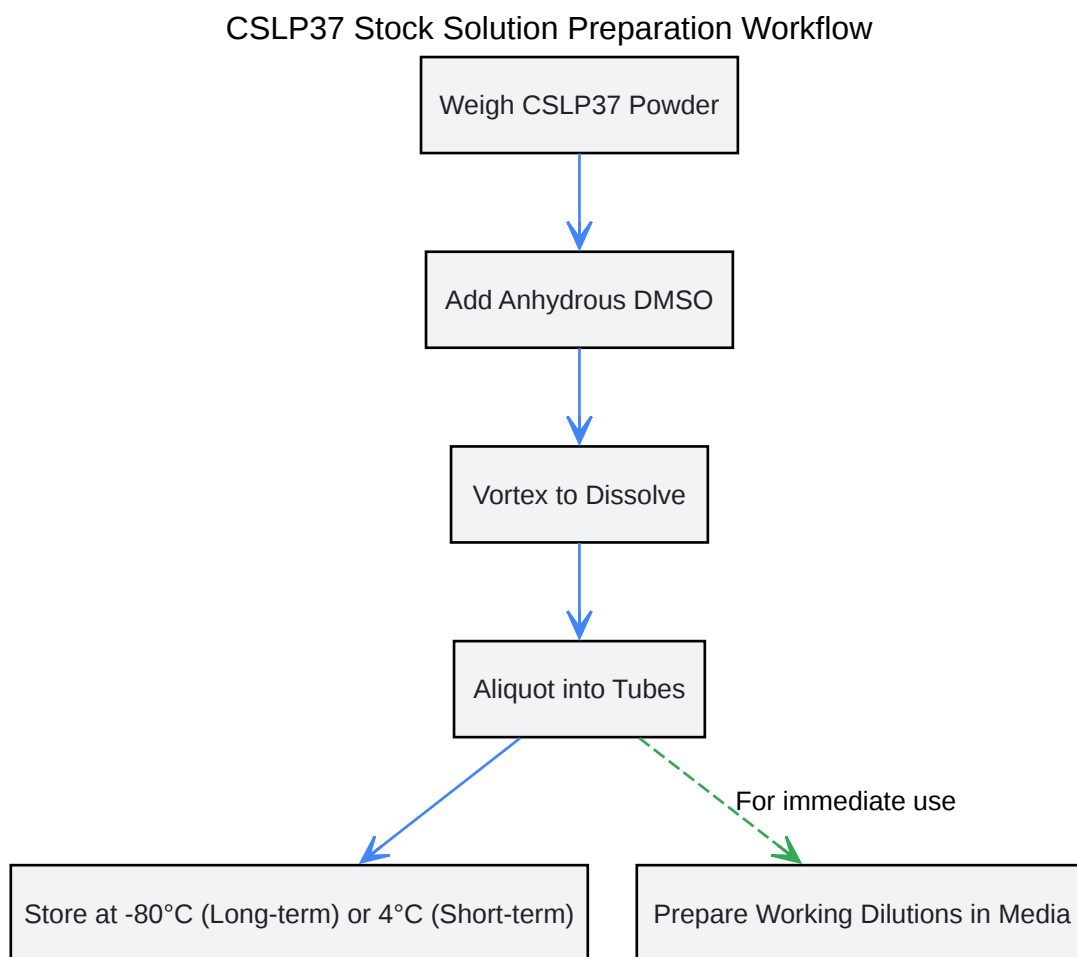 CSLP37 Stock Solution Preparation Workflow
Weigh CSLP37 Powder
Add Anhydrous DMSO
Vortex to Dissolve
Aliquot into Tubes
For immediate use
Store at -80°C (Long-term) or 4°C (Short-term)
Prepare Working Dilutions in Media